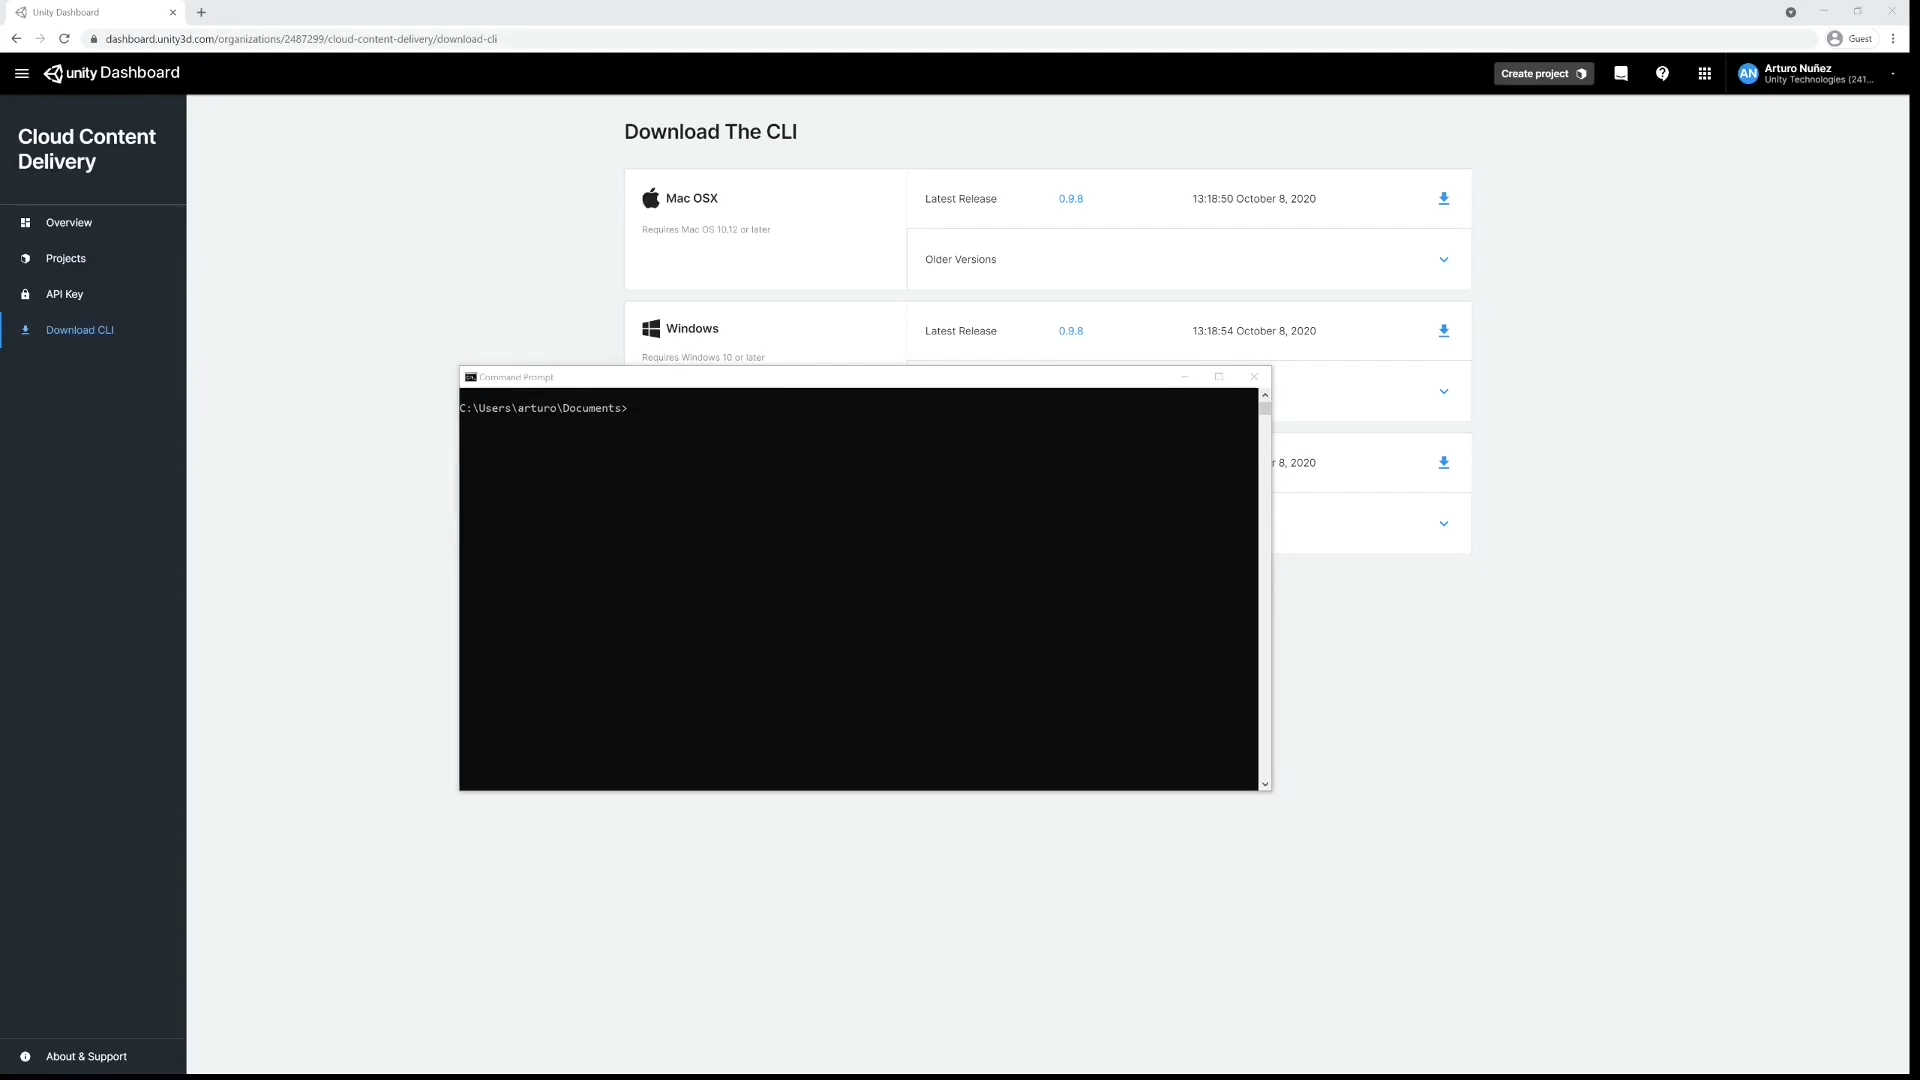 Unity Dashboard
dashboard.unity3d.com/organizations/2487299/cloud-content-delivery/download-cli
Guest
unity Dashboard
Create project
AN
Arturo Nuñez
Unity Technologies (241...
Cloud Content
Delivery
Overview
Projects
API Key
Download CLI
About & Support
Download The CLI
Mac OSX
Requires Mac OS 10.12 or later
Latest Release
0.9.8
13:18:50 October 8, 2020
Older Versions
Windows
Requires Windows 10 or later
Latest Release
0.9.8
13:18:54 October 8, 2020
r 8, 2020
Command Prompt
C:\Users\arturo\Documents>